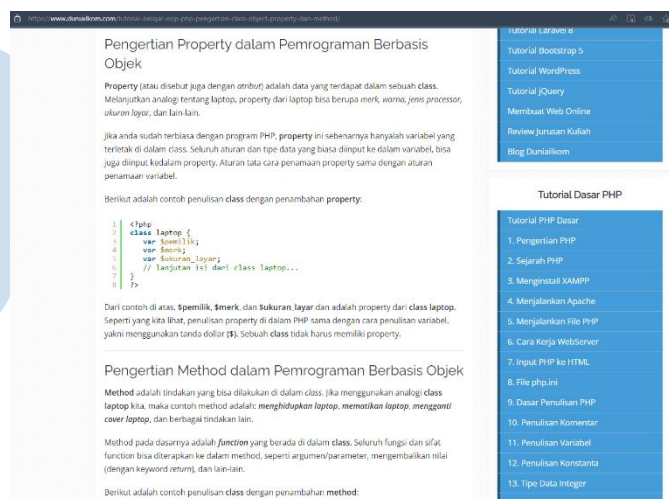 https://www.duniailkom.com/tutorial-belajar-oop-php-pengertian-class-object-property-dan-method/
Pengertian Property dalam Pemrograman Berbasis
Objek
Property (atau disebut juga dengan atribut) adalah data yang terdapat dalam sebuah class.
Melanjutkan analogi tentang laptop, property dari laptop bisa berupa merk, warna, jenis processor,
ukuran layar, dan lain-lain.
Jika anda sudah terbiasa dengan program PHP, property ini sebenarnya hanyalah variabel yang
terletak di dalam class. Seluruh aturan dan tipe data yang biasa diinput ke dalam variabel, bisa
juga diinput kedalam property. Aturan tata cara penamaan property sama dengan aturan
penamaan variabel.
Berikut adalah contoh penulisan class dengan penambahan property:
1 <?php
2 class laptop {
3 var $pemilik;
4 var $merk;
5 var $ukuran_layar;
6 // lanjutan isi dari class laptop...
7 }
8 ?>
Dari contoh di atas, $pemilik, $merk, dan $ukuran_layar dan adalah property dari class laptop.
Seperti yang kita lihat, penulisan property di dalam PHP sama dengan cara penulisan variabel,
yakni menggunakan tanda dollar ($). Sebuah class tidak harus memiliki property.
Pengertian Method dalam Pemrograman Berbasis Objek
Method adalah tindakan yang bisa dilakukan di dalam class. Jika menggunakan analogi class
laptop kita, maka contoh method adalah: menghidupkan laptop, mematikan laptop, mengganti
cover laptop, dan berbagai tindakan lain.
Method pada dasarnya adalah function yang berada di dalam class. Seluruh fungsi dan sifat
function bisa diterapkan ke dalam method, seperti argumen/parameter, mengembalikan nilai
(dengan keyword return), dan lain-lain.
Berikut adalah contoh penulisan class dengan penambahan method:
Tutorial Laravel 8
Tutorial Bootstrap 5
Tutorial WordPress
Tutorial jQuery
Membuat Web Online
Review Jurusan Kuliah
Blog Duniailkom
Tutorial Dasar PHP
Tutorial PHP Dasar
1. Pengertian PHP
2. Sejarah PHP
3. Menginstall XAMPP
4. Menjalankan Apache
5. Menjalankan File PHP
6. Cara Kerja WebServer
7. Input PHP ke HTML
8. File php.ini
9. Dasar Penulisan PHP
10. Penulisan Komentar
11. Penulisan Variabel
12. Penulisan Konstanta
13. Tipe Data Integer